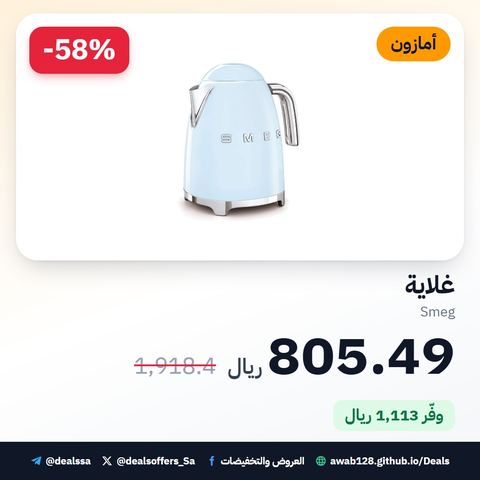 -58%
أمازون
SMEG
غلاية
Smeg
805.49 ريال 1,918.4
وفّر 1,113 ريال
@dealssa @dealsoffers_Sa العروض والتخفيضات awab128.github.io/Deals